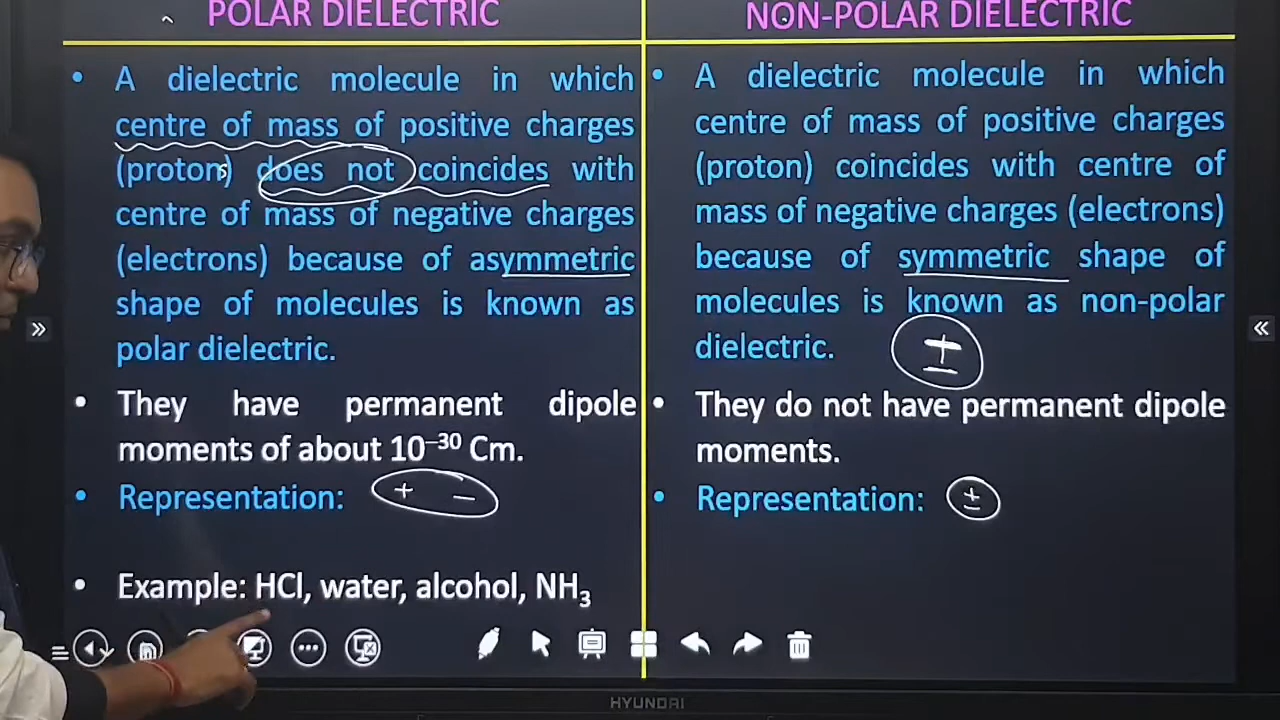 POLAR DIELECTRIC
• A dielectric molecule in which
centre of mass of positive charges
(protons) does not coincides with
centre of mass of negative charges
(electrons) because of asymmetric
shape of molecules is known as
polar dielectric.
• They have permanent dipole
moments of about 10⁻³⁰ Cm.
• Representation: + −
• Example: HCl, water, alcohol, NH₃
NON-POLAR DIELECTRIC
• A dielectric molecule in which
centre of mass of positive charges
(proton) coincides with centre of
mass of negative charges (electrons)
because of symmetric shape of
molecules is known as non-polar
dielectric. ±
• They do not have permanent dipole
moments.
• Representation: ±
HYUNDAI